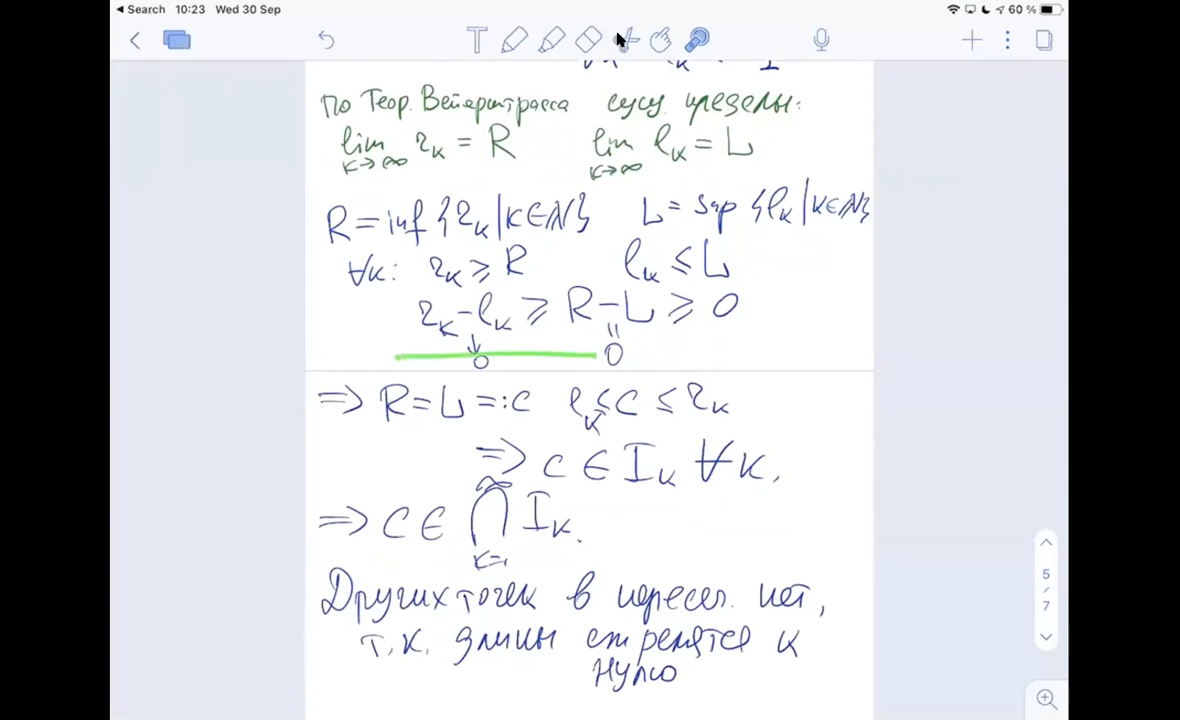 Search 10:23 Wed 30 Sep 60 %
По Теор. Вейерштрасса сущ. пределы:
lim r_k = R lim l_k = L
k→∞ k→∞
R = inf {r_k | k∈N} L = sup {l_k | k∈N}
∀k: r_k ≥ R l_k ≤ L
r_k - l_k ≥ R - L ≥ 0
↓ 0 = 0
⇒ R = L =: C l_k ≤ C ≤ r_k
⇒ C ∈ I_k ∀k,
⇒ C ∈ ⋂_{k=1}^∞ I_k.
Других точек в пересеч. нет,
т.к. длины стремятся к
нулю
5
/
7